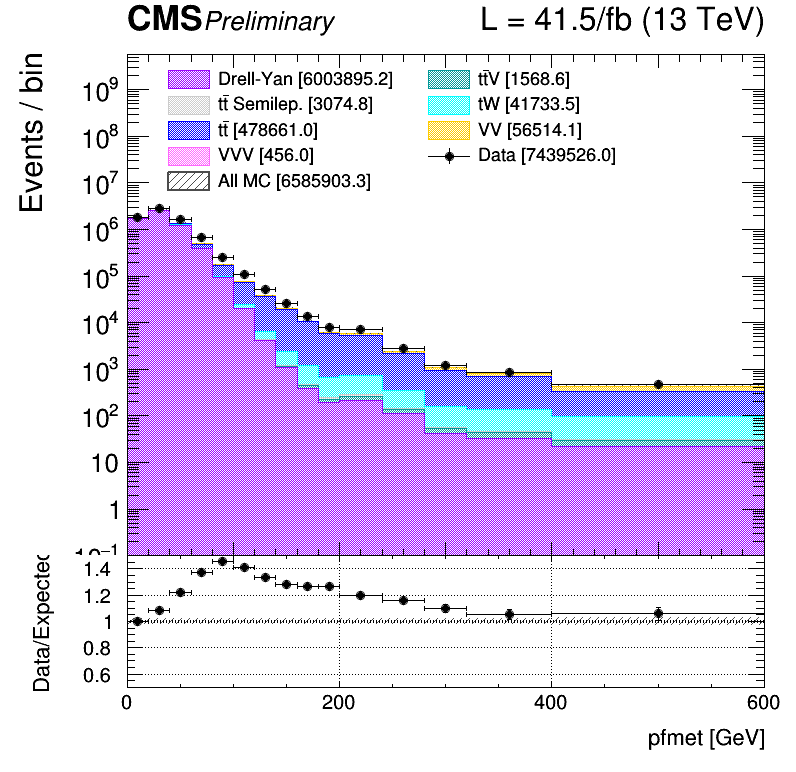 CMS Preliminary L = 41.5/fb (13 TeV)
Events / bin
Drell-Yan [6003895.2]
tt̄V [1568.6]
tt̄ Semilep. [3074.8]
tW [41733.5]
tt̄ [478661.0]
VV [56514.1]
VVV [456.0]
Data [7439526.0]
All MC [6585903.3]
10⁹
10⁸
10⁷
10⁶
10⁵
10⁴
10³
10²
10
1
10⁻¹
Data/Expected
1.4
1.2
1
0.8
0.6
0 200 400 600
pfmet [GeV]